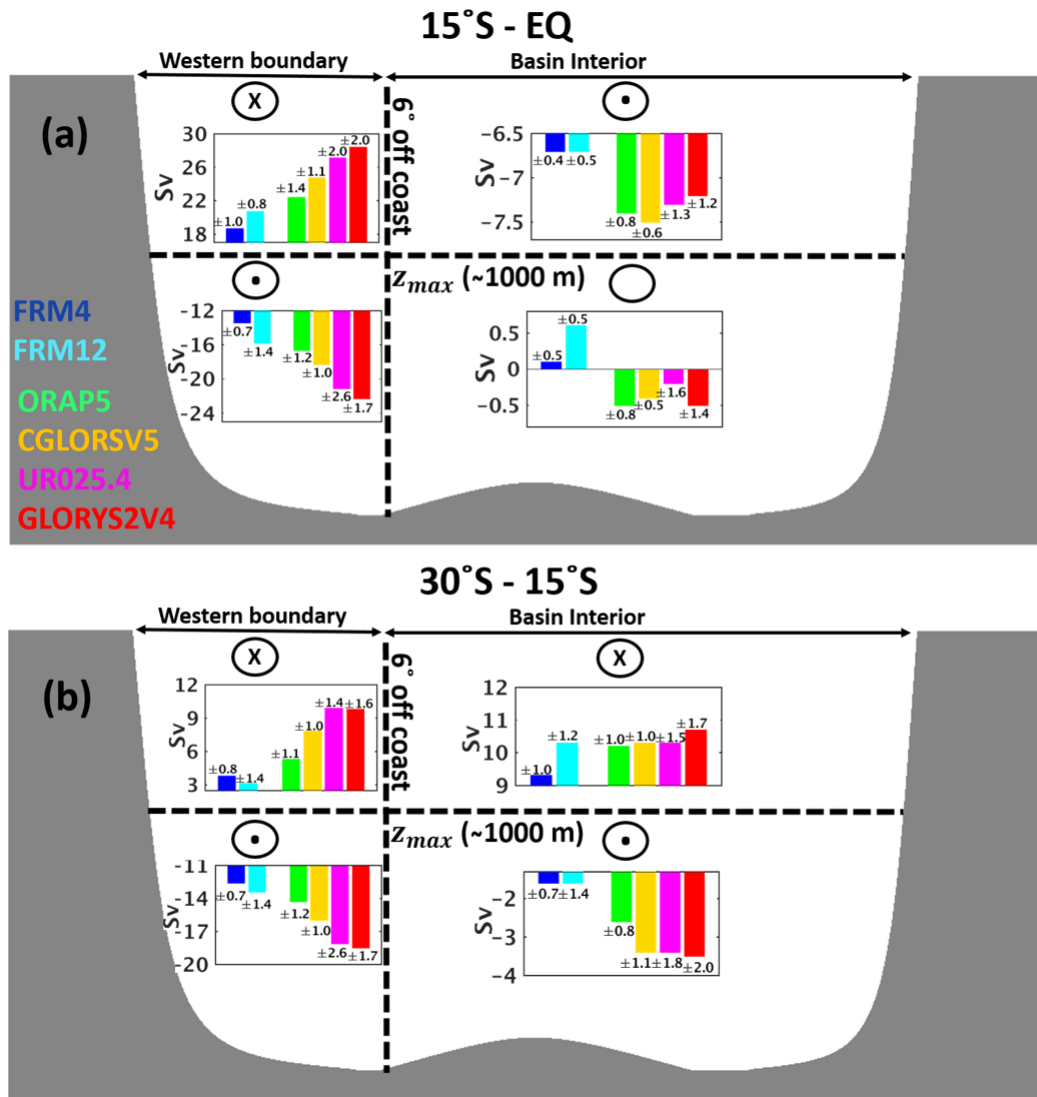 15°S - EQ
Western boundary
Basin Interior
(a)
X
6° off coast
Sv
30
26
22
18
±1.0
±0.8
±1.4
±1.1
±2.0
±2.0
Sv
-6.5
-7
-7.5
±0.4
±0.5
±0.8
±0.6
±1.3
±1.2
Zmax (~1000 m)
Sv
-12
-16
-20
-24
±0.7
±1.4
±1.2
±1.0
±2.6
±1.7
Sv
0.5
0
-0.5
±0.5
±0.5
±0.8
±0.5
±1.6
±1.4
FRM4
FRM12
ORAP5
CGLORSV5
UR025.4
GLORYS2V4
30°S - 15°S
Western boundary
Basin Interior
(b)
X
X
6° off coast
Sv
12
9
6
3
±0.8
±1.4
±1.1
±1.0
±1.4
±1.6
Sv
12
11
10
9
±1.0
±1.2
±1.0
±1.0
±1.5
±1.7
Zmax (~1000 m)
Sv
-11
-14
-17
-20
±0.7
±1.4
±1.2
±1.0
±2.6
±1.7
Sv
-2
-3
-4
±0.7
±1.4
±0.8
±1.1
±1.8
±2.0